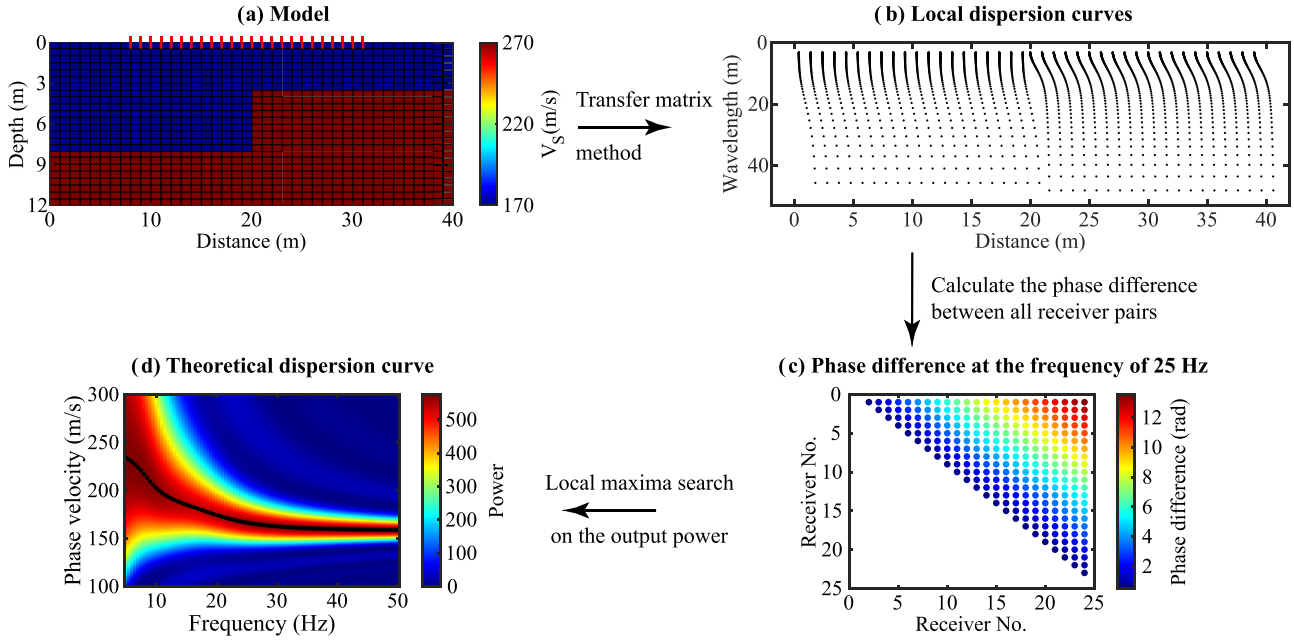 (a) Model
0
3
6
9
12
Depth (m)
0 10 20 30 40
Distance (m)
270
220
170
V_S(m/s)
Transfer matrix
method
(b) Local dispersion curves
0
20
40
Wavelength (m)
0 5 10 15 20 25 30 35 40
Distance (m)
Calculate the phase difference
between all receiver pairs
(c) Phase difference at the frequency of 25 Hz
0
5
10
15
20
25
Receiver No.
0 5 10 15 20 25
Receiver No.
12
10
8
6
4
2
Phase difference (rad)
Local maxima search
on the output power
(d) Theoretical dispersion curve
300
250
200
150
100
Phase velocity (m/s)
10 20 30 40 50
Frequency (Hz)
500
400
300
200
100
0
Power